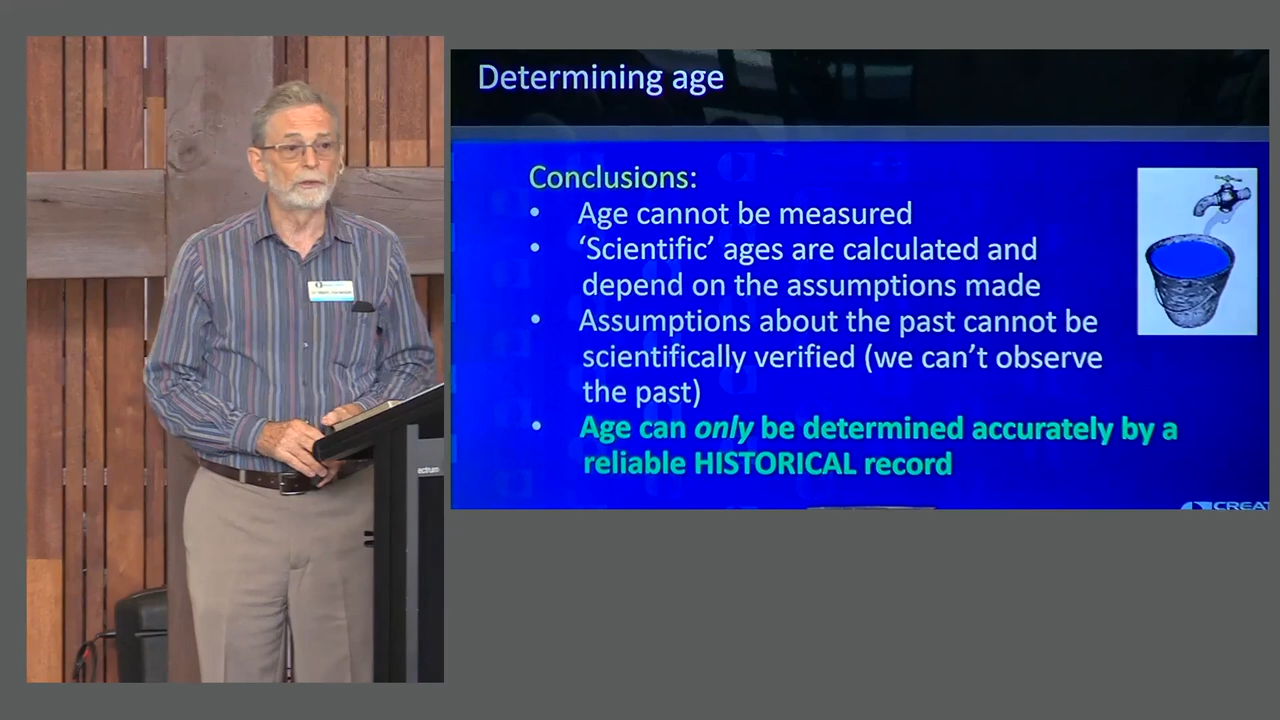 Determining age
Conclusions:
• Age cannot be measured
• ‘Scientific’ ages are calculated and
depend on the assumptions made
• Assumptions about the past cannot be
scientifically verified (we can’t observe
the past)
• Age can only be determined accurately by a
reliable HISTORICAL record
CREAT
ectrum